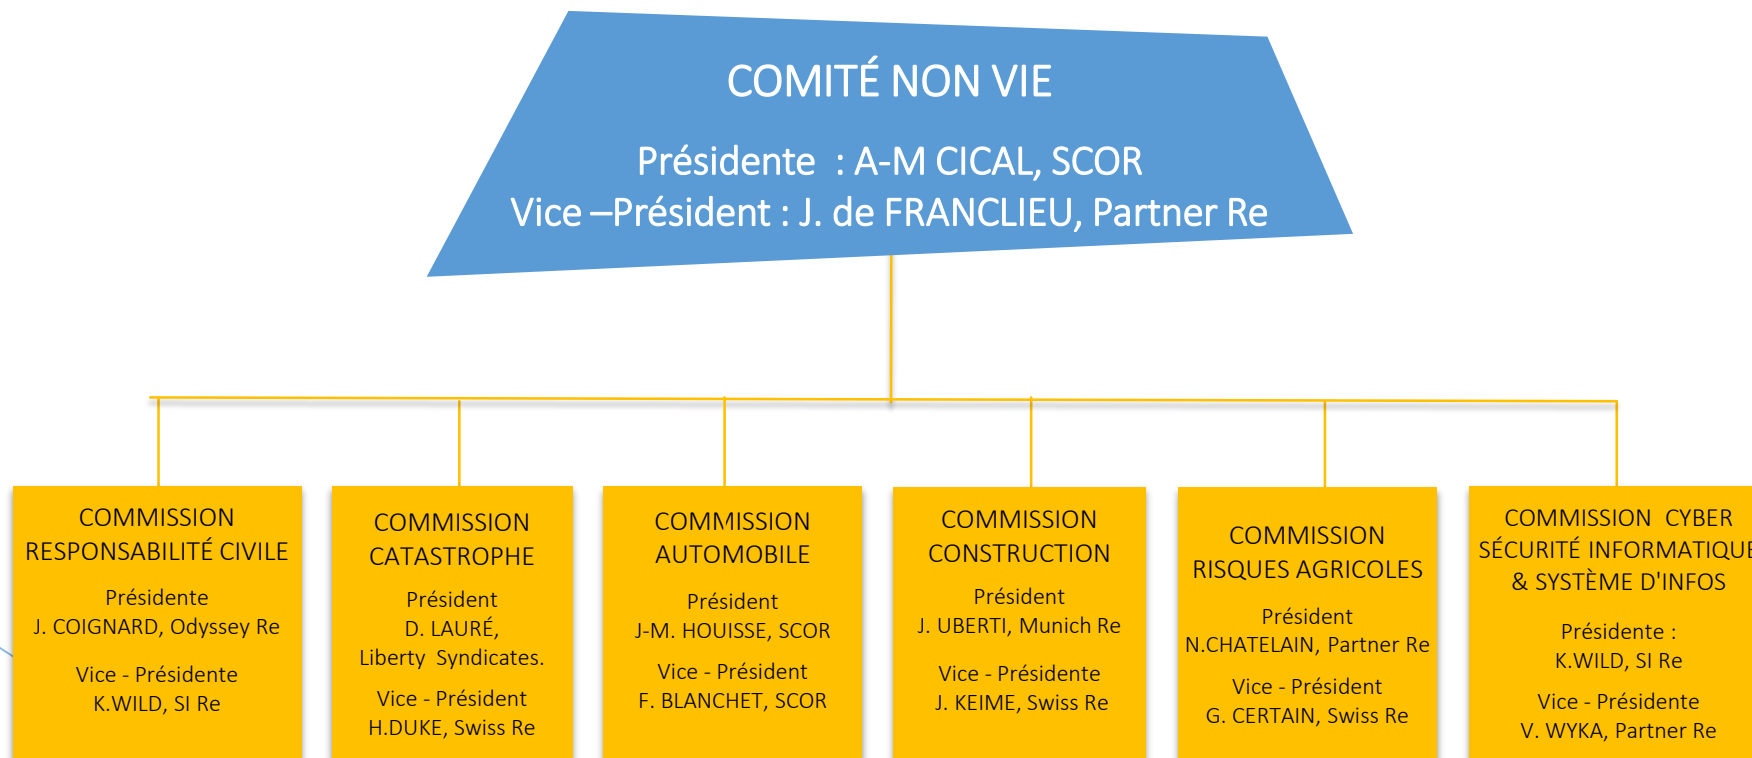 COMITÉ NON VIE
Présidente : A-M CICAL, SCOR
Vice –Président : J. de FRANCLIEU, Partner Re
COMMISSION
RESPONSABILITÉ CIVILE
Présidente
J. COIGNARD, Odyssey Re
Vice - Présidente
K.WILD, SI Re
COMMISSION
CATASTROPHE
Président
D. LAURÉ,
Liberty Syndicates.
Vice - Président
H.DUKE, Swiss Re
COMMISSION
AUTOMOBILE
Président
J-M. HOUISSE, SCOR
Vice - Président
F. BLANCHET, SCOR
COMMISSION
CONSTRUCTION
Président
J. UBERTI, Munich Re
Vice - Présidente
J. KEIME, Swiss Re
COMMISSION
RISQUES AGRICOLES
Président
N.CHATELAIN, Partner Re
Vice - Président
G. CERTAIN, Swiss Re
COMMISSION CYBER
SÉCURITÉ INFORMATIQUE
& SYSTÈME D'INFOS
Présidente :
K.WILD, SI Re
Vice - Présidente
V. WYKA, Partner Re